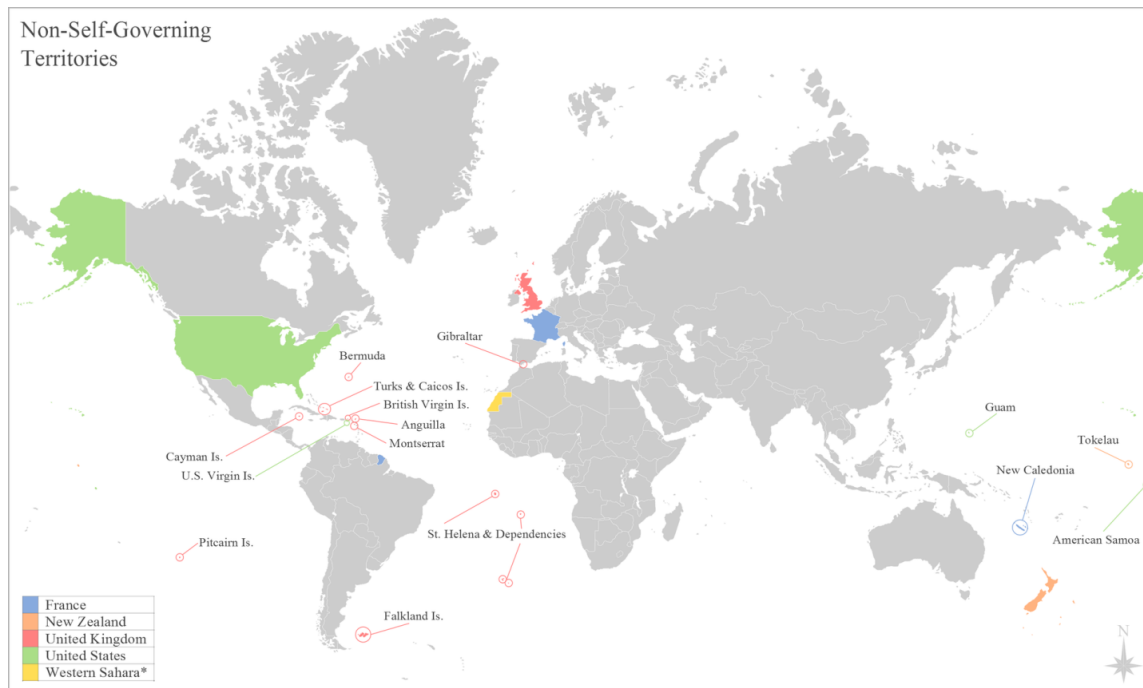 Non-Self-Governing
Territories
Gibraltar
Bermuda
Turks & Caicos Is.
British Virgin Is.
Anguilla
Montserrat
Cayman Is.
U.S. Virgin Is.
Guam
Tokelau
New Caledonia
American Samoa
St. Helena & Dependencies
Pitcairn Is.
Falkland Is.
France
New Zealand
United Kingdom
United States
Western Sahara*
N